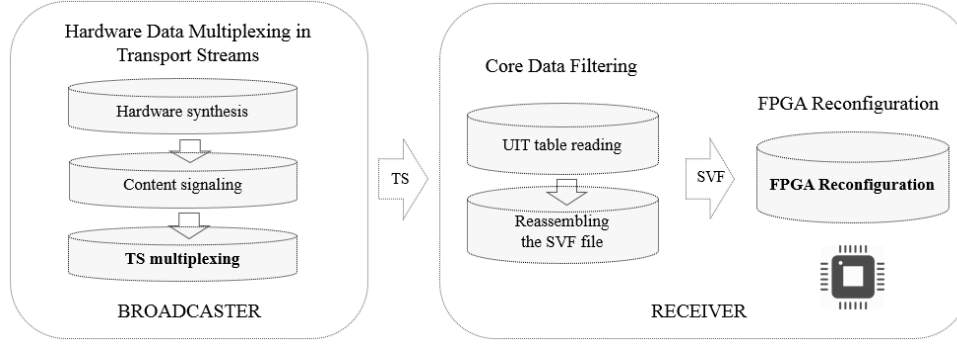 Hardware Data Multiplexing in
Transport Streams
Hardware synthesis
Content signaling
TS multiplexing
BROADCASTER
TS
Core Data Filtering
UIT table reading
Reassembling
the SVF file
SVF
FPGA Reconfiguration
FPGA Reconfiguration
RECEIVER